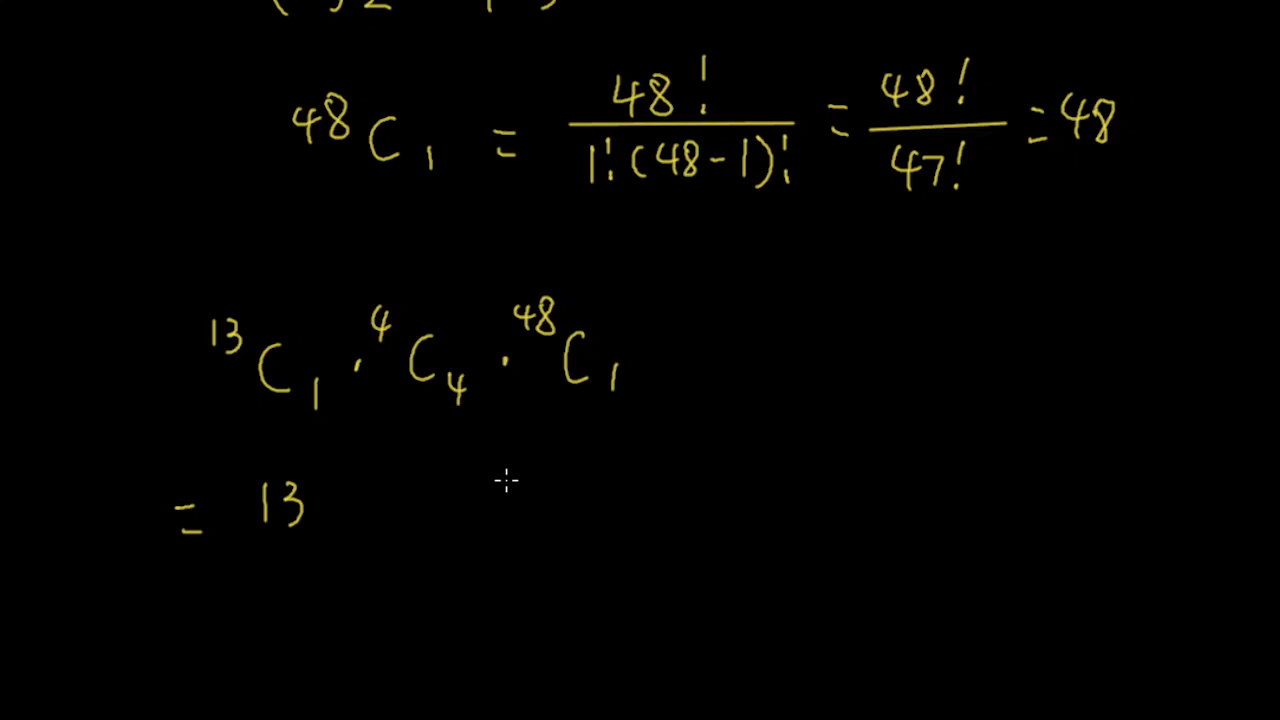 ⁴⁸C₁ = 48! / 1!(48-1)! = 48! / 47! = 48
¹³C₁ · ⁴C₄ · ⁴⁸C₁
= 13